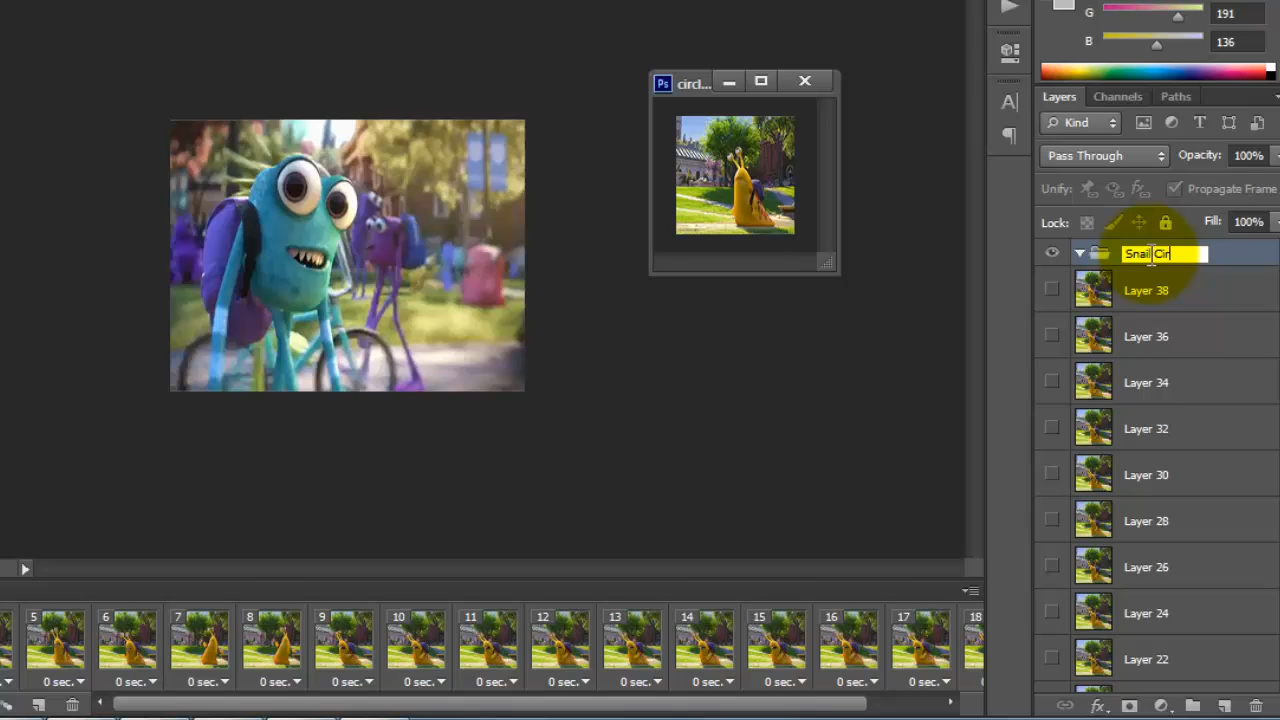 G 191
B 136
Ps circl...
Layers Channels Paths
Kind T
Pass Through Opacity: 100%
Unify: fx Propagate Frame
Lock: Fill: 100%
Snail Cir
Layer 38
Layer 36
Layer 34
Layer 32
Layer 30
Layer 28
Layer 26
Layer 24
Layer 22
5 6 7 8 9 10 11 12 13 14 15 16 17 18
0 sec. 0 sec. 0 sec. 0 sec. 0 sec. 0 sec. 0 sec. 0 sec. 0 sec. 0 sec. 0 sec. 0 sec. 0 sec.
fx